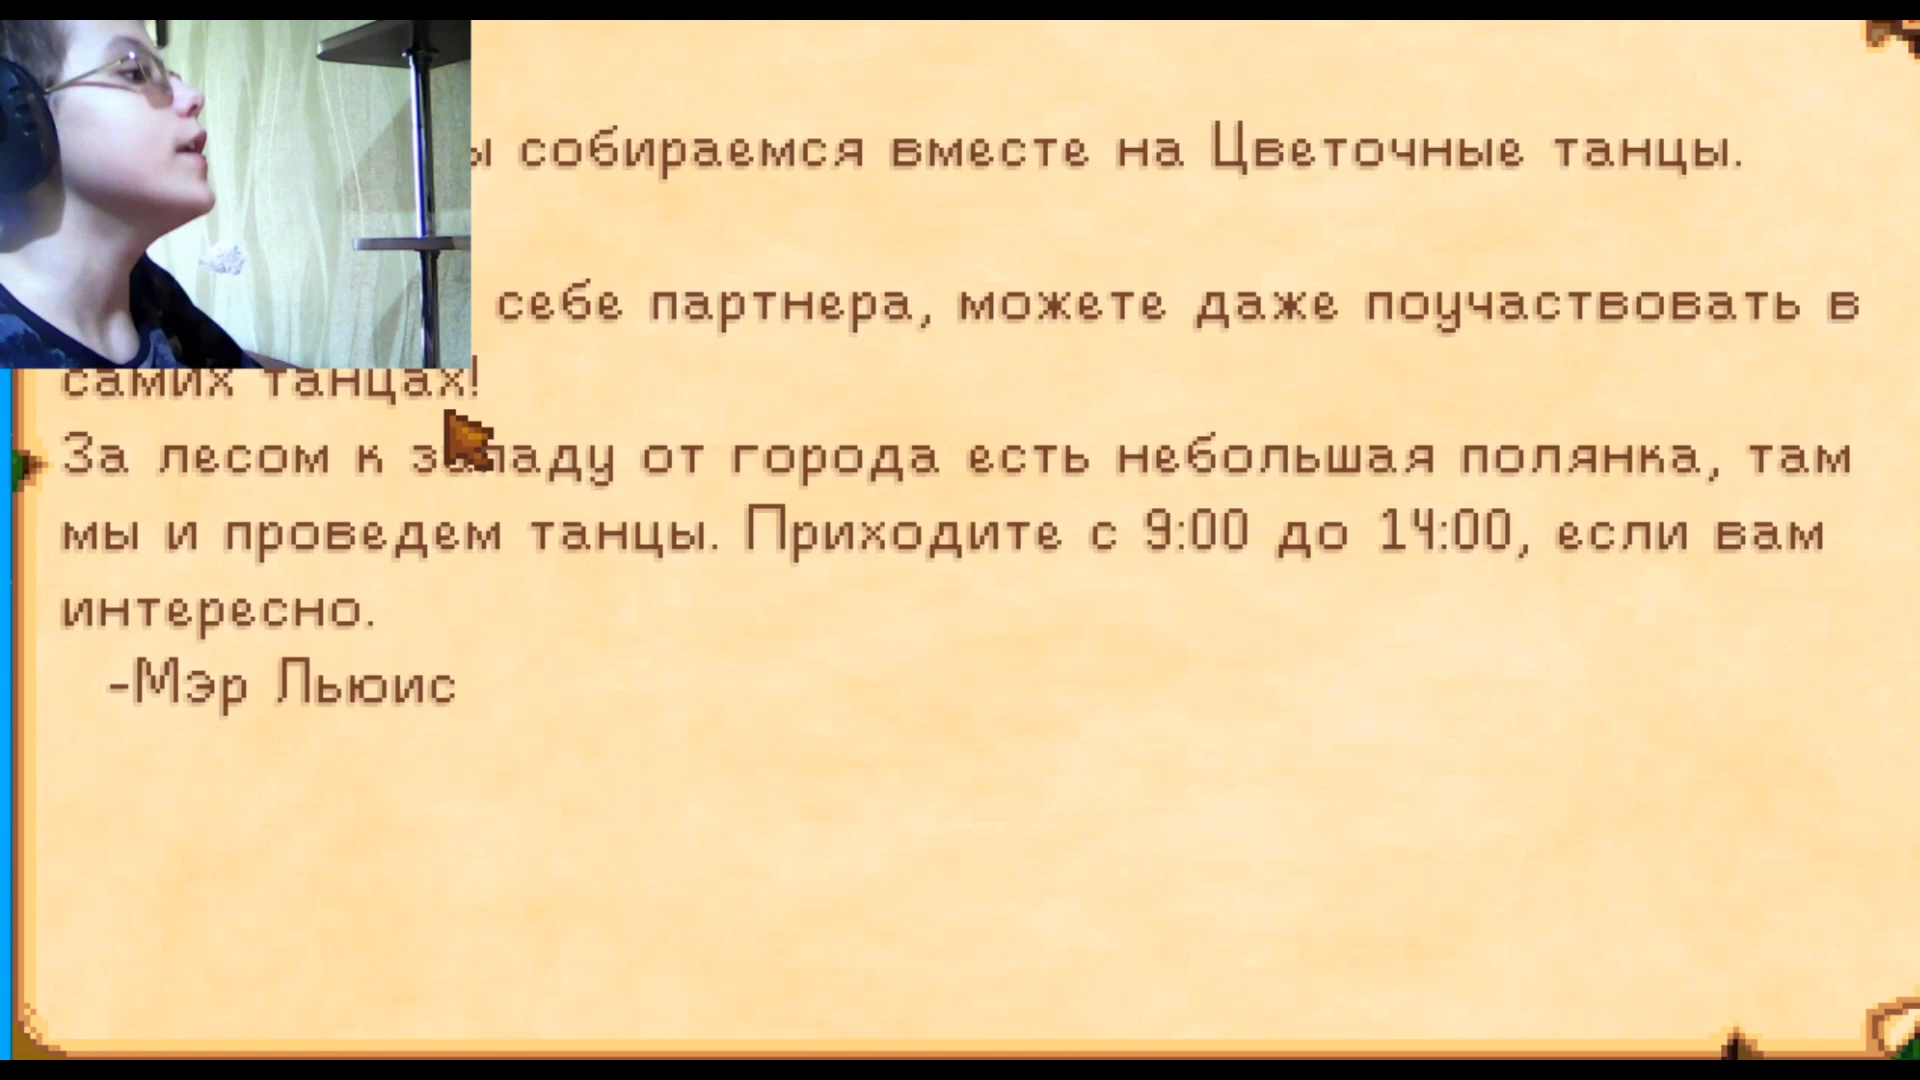 собираемся вместе на Цветочные танцы.
себе партнера, можете даже поучаствовать в
самих танцах!
За лесом к западу от города есть небольшая полянка, там
мы и проведем танцы. Приходите с 9:00 до 14:00, если вам
интересно.
-Мэр Льюис